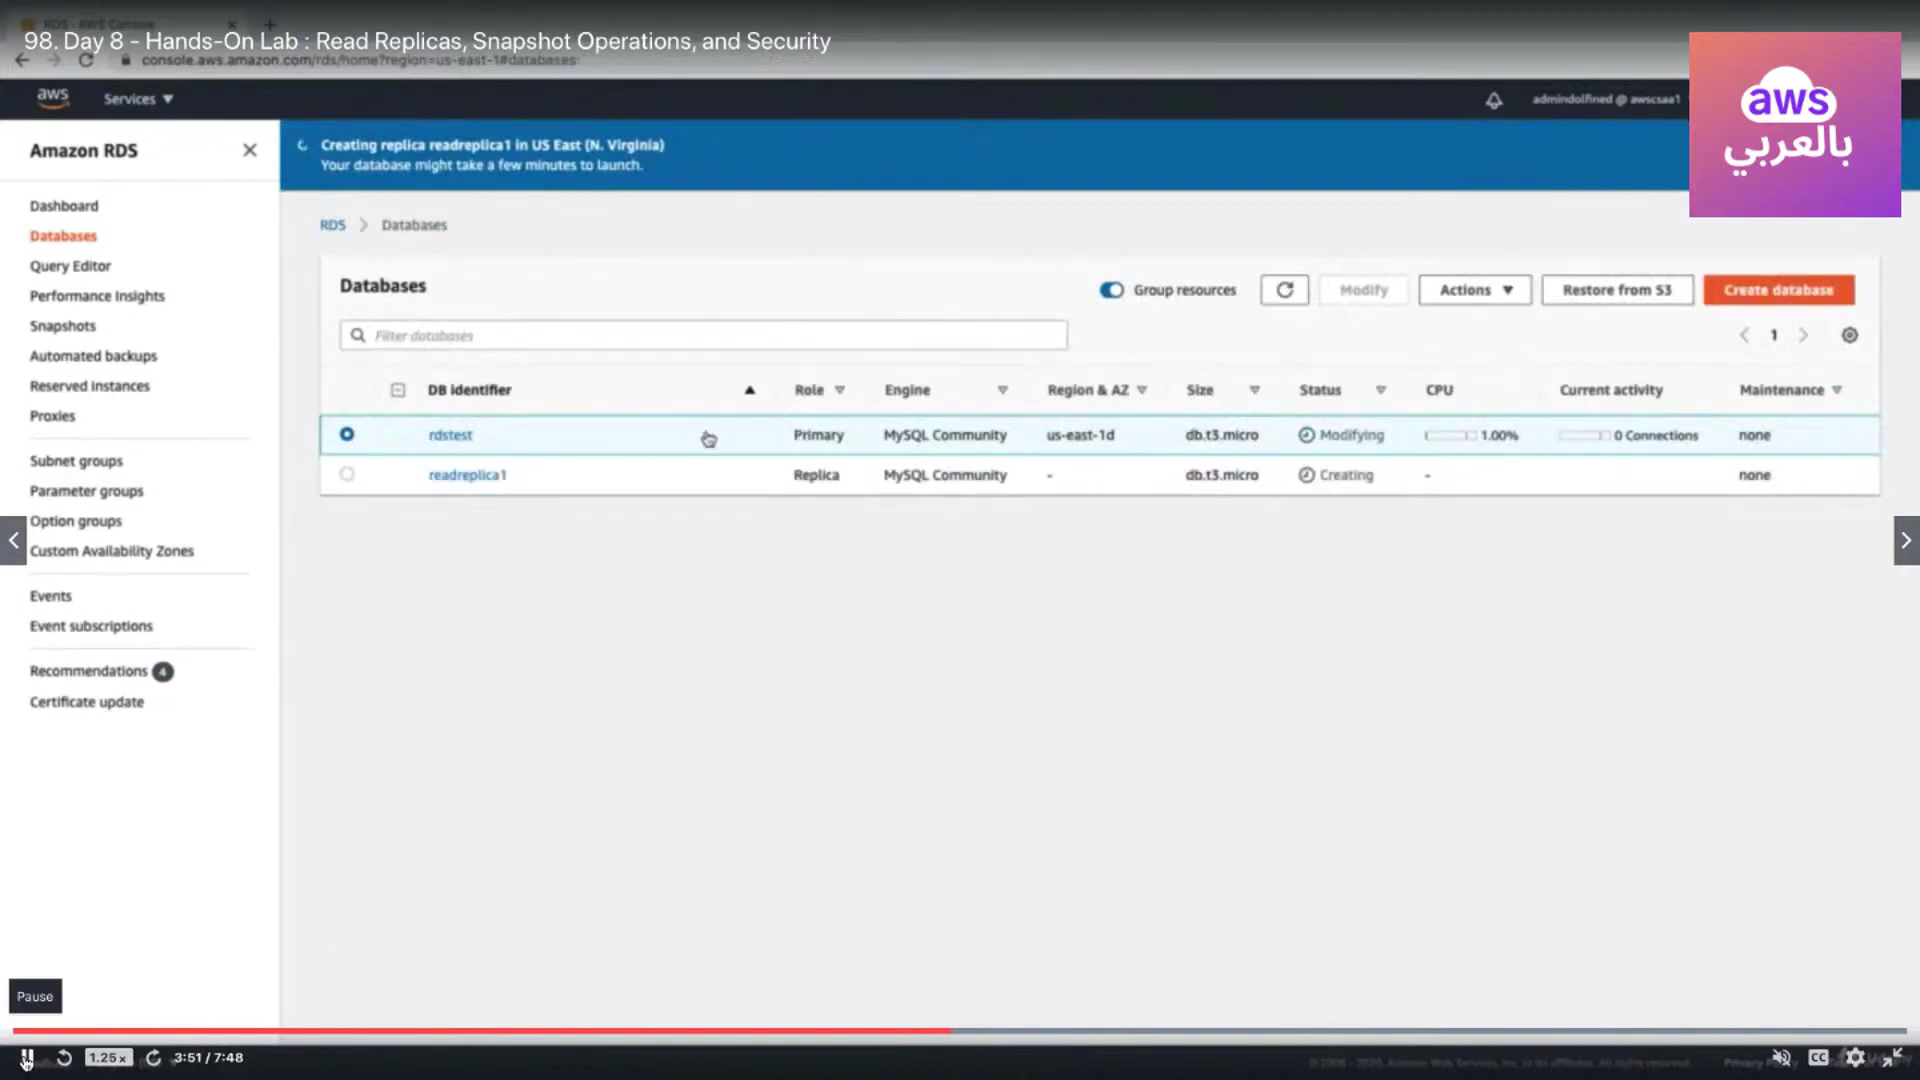 RDS - AWS Console
98. Day 8 - Hands-On Lab : Read Replicas, Snapshot Operations, and Security
console.aws.amazon.com/rds/home?region=us-east-1#databases:
aws
Services
admindolfined @ awscsaa1
aws
بالعربي
Amazon RDS
Creating replica readreplica1 in US East (N. Virginia)
Your database might take a few minutes to launch.
Dashboard
Databases
Query Editor
Performance Insights
Snapshots
Automated backups
Reserved instances
Proxies
Subnet groups
Parameter groups
Option groups
Custom Availability Zones
Events
Event subscriptions
Recommendations 4
Certificate update
RDS > Databases
Databases
Group resources
Modify
Actions
Restore from S3
Create database
Filter databases
1
DB identifier Role Engine Region & AZ Size Status CPU Current activity Maintenance
rdstest Primary MySQL Community us-east-1d db.t3.micro Modifying 1.00% 0 Connections none
readreplica1 Replica MySQL Community - db.t3.micro Creating - none
Pause
1.25x
3:51 / 7:48
CC